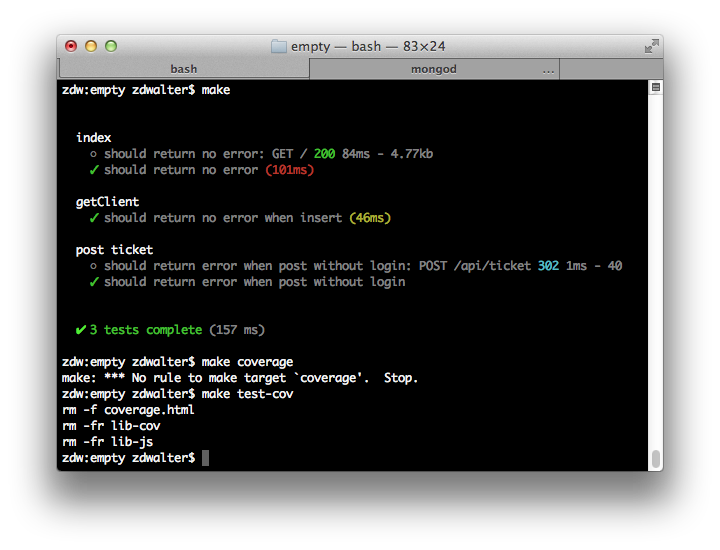 empty — bash — 83×24
bash mongod ...
zdw:empty zdwalter$ make
index
○ should return no error: GET / 200 84ms - 4.77kb
✓ should return no error (101ms)
getClient
✓ should return no error when insert (46ms)
post ticket
○ should return error when post without login: POST /api/ticket 302 1ms - 40
✓ should return error when post without login
✔ 3 tests complete (157 ms)
zdw:empty zdwalter$ make coverage
make: *** No rule to make target `coverage'.  Stop.
zdw:empty zdwalter$ make test-cov
rm -f coverage.html
rm -fr lib-cov
rm -fr lib-js
zdw:empty zdwalter$